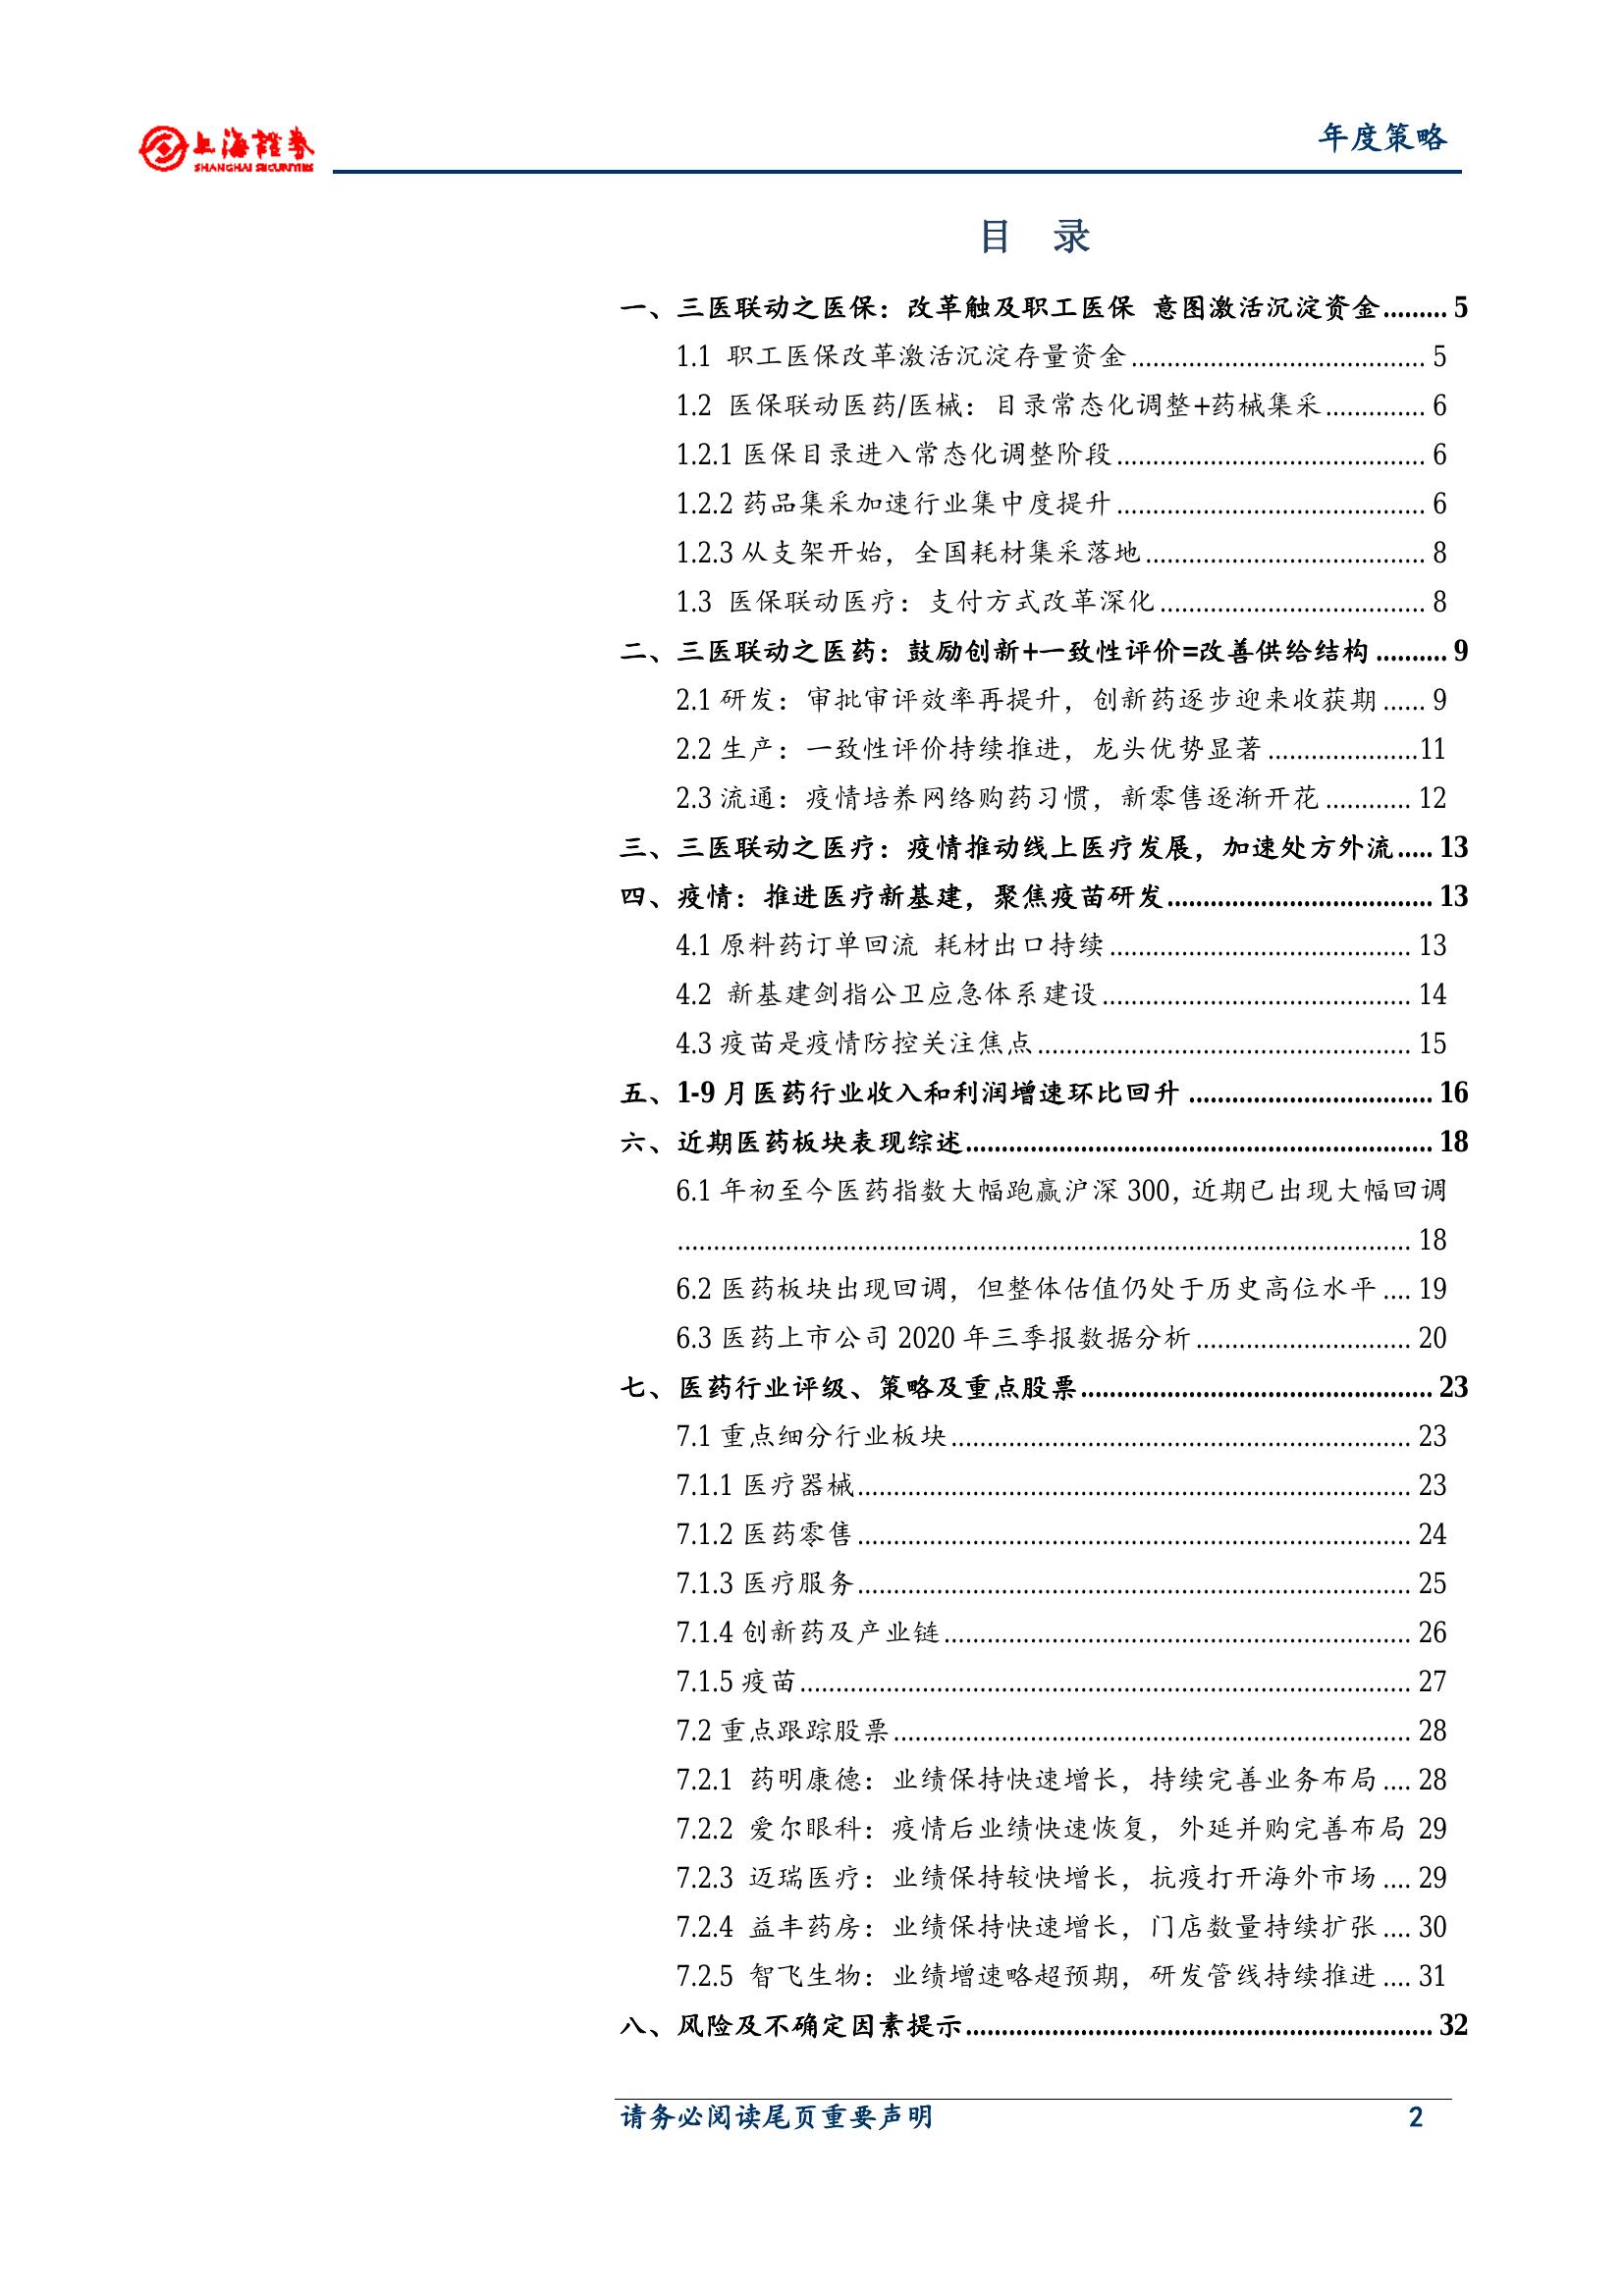 上海證券
SHANGHAI SECURITIES
年度策略
目 录
一、三医联动之医保：改革触及职工医保 意图激活沉淀资金......... 5
1.1 职工医保改革激活沉淀存量资金......................................... 5
1.2 医保联动医药/医械：目录常态化调整+药械集采.............. 6
1.2.1 医保目录进入常态化调整阶段........................................... 6
1.2.2 药品集采加速行业集中度提升........................................... 6
1.2.3 从支架开始，全国耗材集采落地....................................... 8
1.3 医保联动医疗：支付方式改革深化..................................... 8
二、三医联动之医药：鼓励创新+一致性评价=改善供给结构.......... 9
2.1 研发：审批审评效率再提升，创新药逐步迎来收获期...... 9
2.2 生产：一致性评价持续推进，龙头优势显著.....................11
2.3 流通：疫情培养网络购药习惯，新零售逐渐开花............ 12
三、三医联动之医疗：疫情推动线上医疗发展，加速处方外流..... 13
四、疫情：推进医疗新基建，聚焦疫苗研发..................................... 13
4.1 原料药订单回流 耗材出口持续.......................................... 13
4.2 新基建剑指公卫应急体系建设........................................... 14
4.3 疫苗是疫情防控关注焦点.................................................... 15
五、1-9 月医药行业收入和利润增速环比回升.................................. 16
六、近期医药板块表现综述................................................................. 18
6.1 年初至今医药指数大幅跑赢沪深 300，近期已出现大幅回调
...................................................................................................... 18
6.2 医药板块出现回调，但整体估值仍处于历史高位水平.... 19
6.3 医药上市公司 2020 年三季报数据分析.............................. 20
七、医药行业评级、策略及重点股票................................................. 23
7.1 重点细分行业板块................................................................ 23
7.1.1 医疗器械............................................................................. 23
7.1.2 医药零售............................................................................. 24
7.1.3 医疗服务............................................................................. 25
7.1.4 创新药及产业链................................................................. 26
7.1.5 疫苗..................................................................................... 27
7.2 重点跟踪股票........................................................................ 28
7.2.1 药明康德：业绩保持快速增长，持续完善业务布局.... 28
7.2.2 爱尔眼科：疫情后业绩快速恢复，外延并购完善布局 29
7.2.3 迈瑞医疗：业绩保持较快增长，抗疫打开海外市场.... 29
7.2.4 益丰药房：业绩保持快速增长，门店数量持续扩张.... 30
7.2.5 智飞生物：业绩增速略超预期，研发管线持续推进.... 31
八、风险及不确定因素提示................................................................. 32
请务必阅读尾页重要声明 2